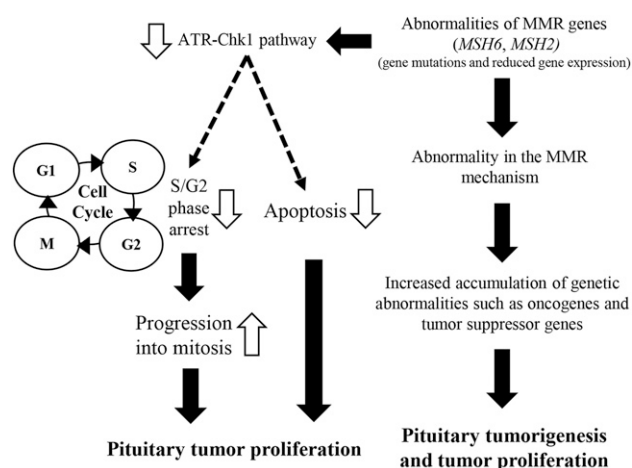 ATR-Chk1 pathway
Abnormalities of MMR genes
(MSH6, MSH2)
(gene mutations and reduced gene expression)
G1
S
Cell
Cycle
M
G2
S/G2
phase
arrest
Apoptosis
Abnormality in the MMR
mechanism
Progression
into mitosis
Increased accumulation of genetic
abnormalities such as oncogenes and
tumor suppressor genes
Pituitary tumor proliferation
Pituitary tumorigenesis
and tumor proliferation